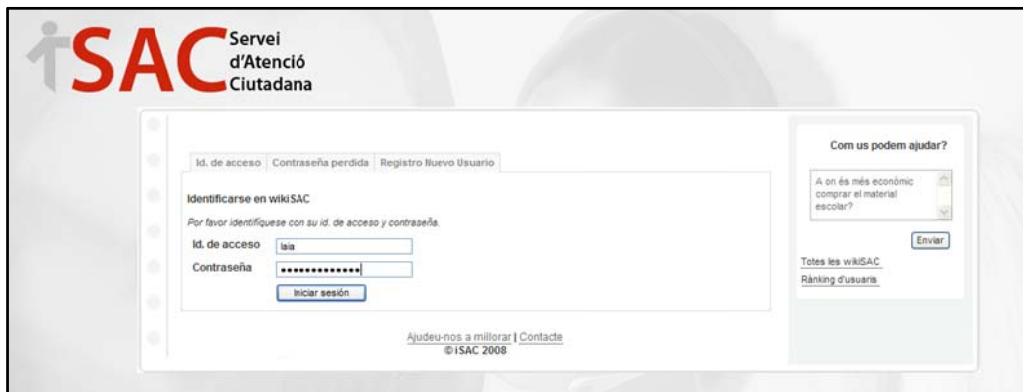 iSAC Servei
d'Atenció
Ciutadana
Id. de acceso Contraseña perdida Registro Nuevo Usuario
Identificarse en wikiSAC
Por favor identifíquese con su id. de acceso y contraseña.
Id. de acceso laia
Contraseña •••••••••••••
Iniciar sesión
Com us podem ajudar?
A on és més econòmic
comprar el material
escolar?
Enviar
Totes les wikiSAC
Rànking d'usuaris
Ajudeu-nos a millorar | Contacte
© iSAC 2008